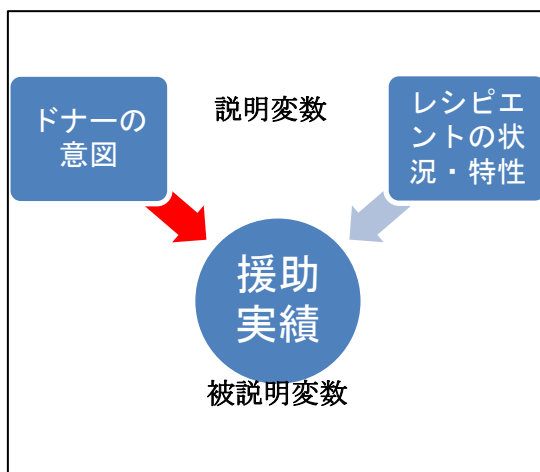 ドナーの
意図
説明変数
レシピエ
ントの状
況・特性
援助
実績
被説明変数